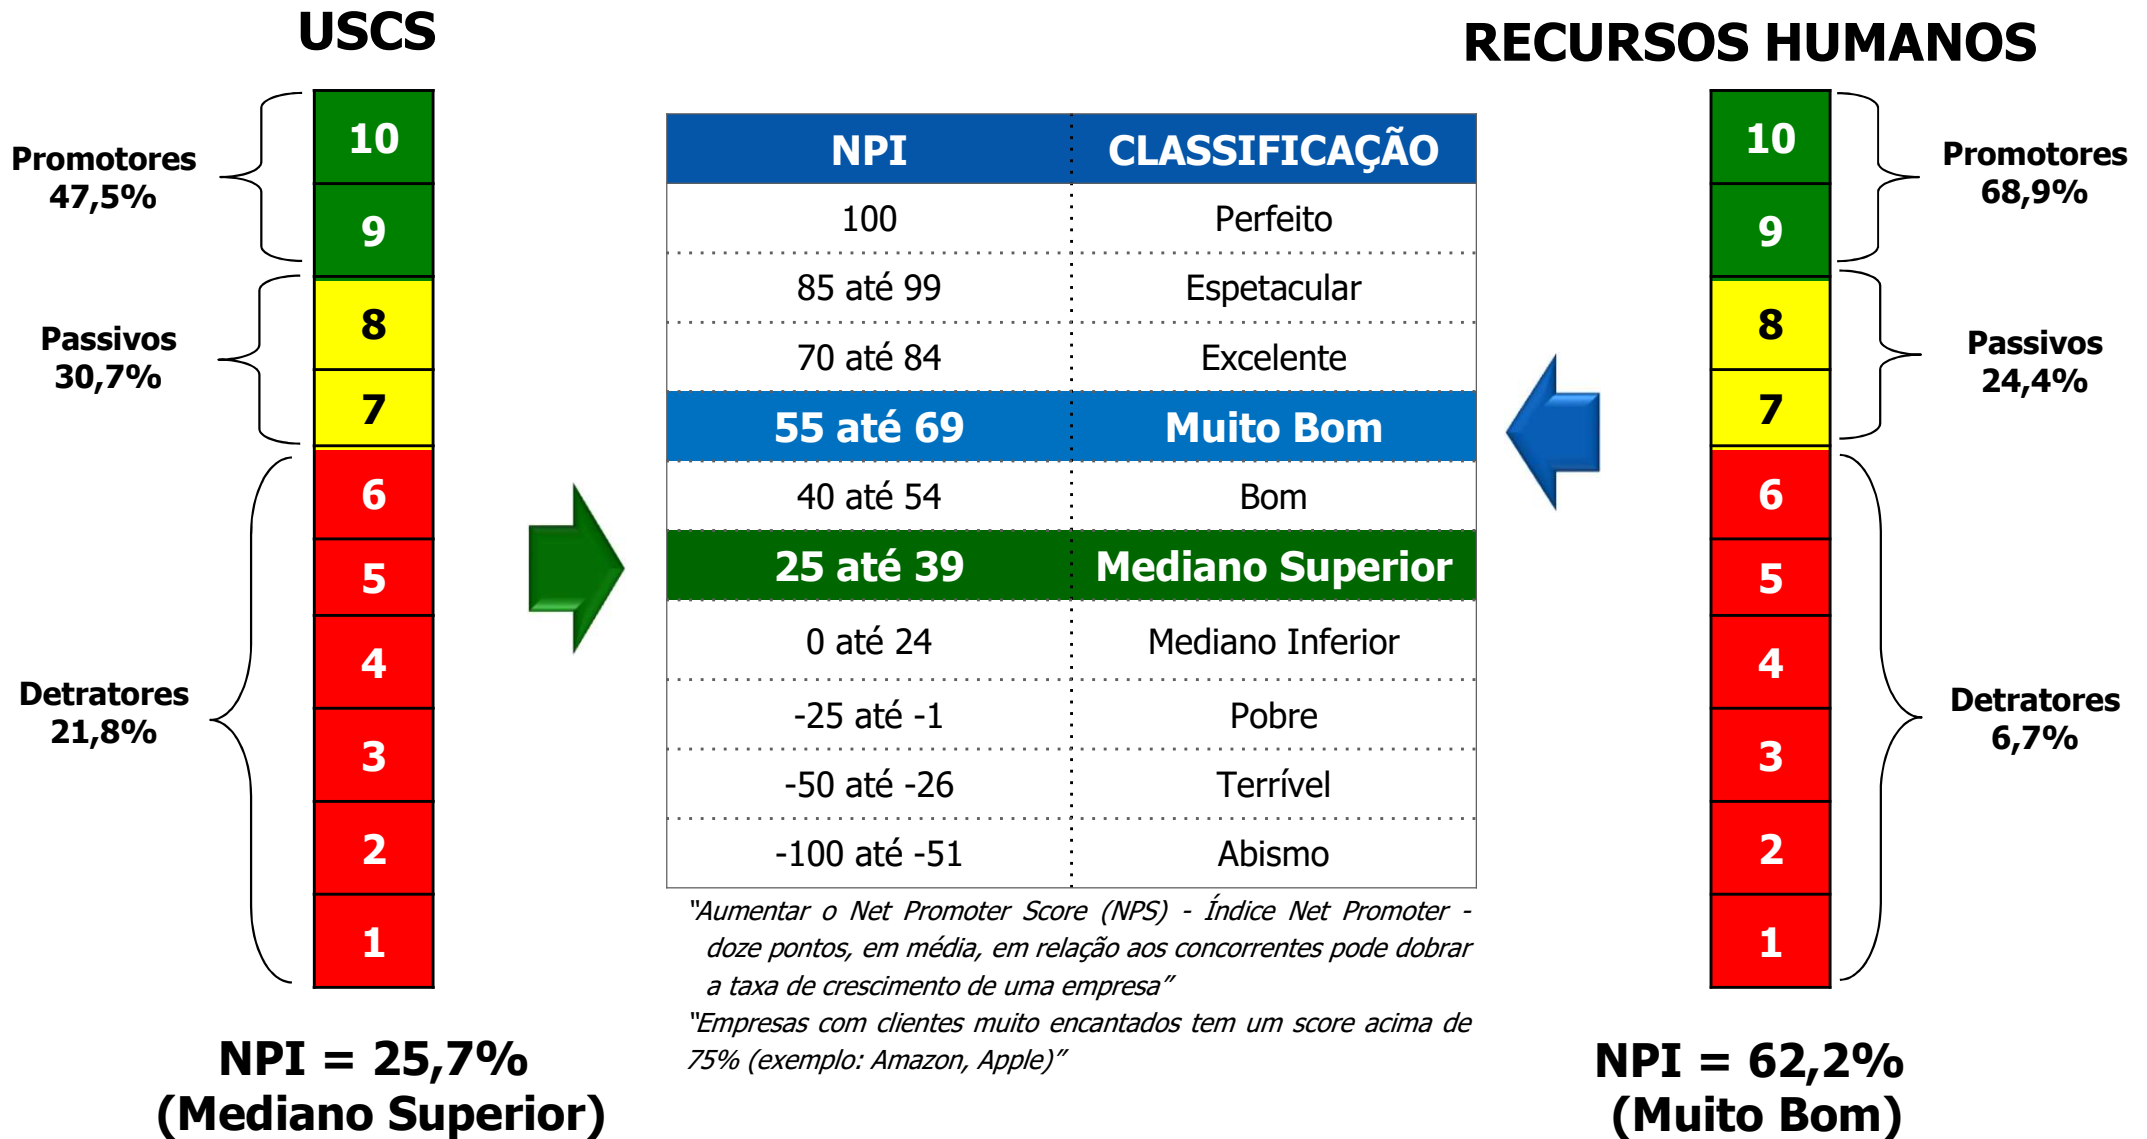 USCS
Promotores
47,5%
Passivos
30,7%
Detratores
21,8%
10
9
8
7
6
5
4
3
2
1
NPI = 25,7%
(Mediano Superior)
NPI CLASSIFICAÇÃO
100 Perfeito
85 até 99 Espetacular
70 até 84 Excelente
55 até 69 Muito Bom
40 até 54 Bom
25 até 39 Mediano Superior
0 até 24 Mediano Inferior
-25 até -1 Pobre
-50 até -26 Terrível
-100 até -51 Abismo
“Aumentar o Net Promoter Score (NPS) - Índice Net Promoter -
doze pontos, em média, em relação aos concorrentes pode dobrar
a taxa de crescimento de uma empresa”
“Empresas com clientes muito encantados tem um score acima de
75% (exemplo: Amazon, Apple)”
RECURSOS HUMANOS
10
9
8
7
6
5
4
3
2
1
Promotores
68,9%
Passivos
24,4%
Detratores
6,7%
NPI = 62,2%
(Muito Bom)